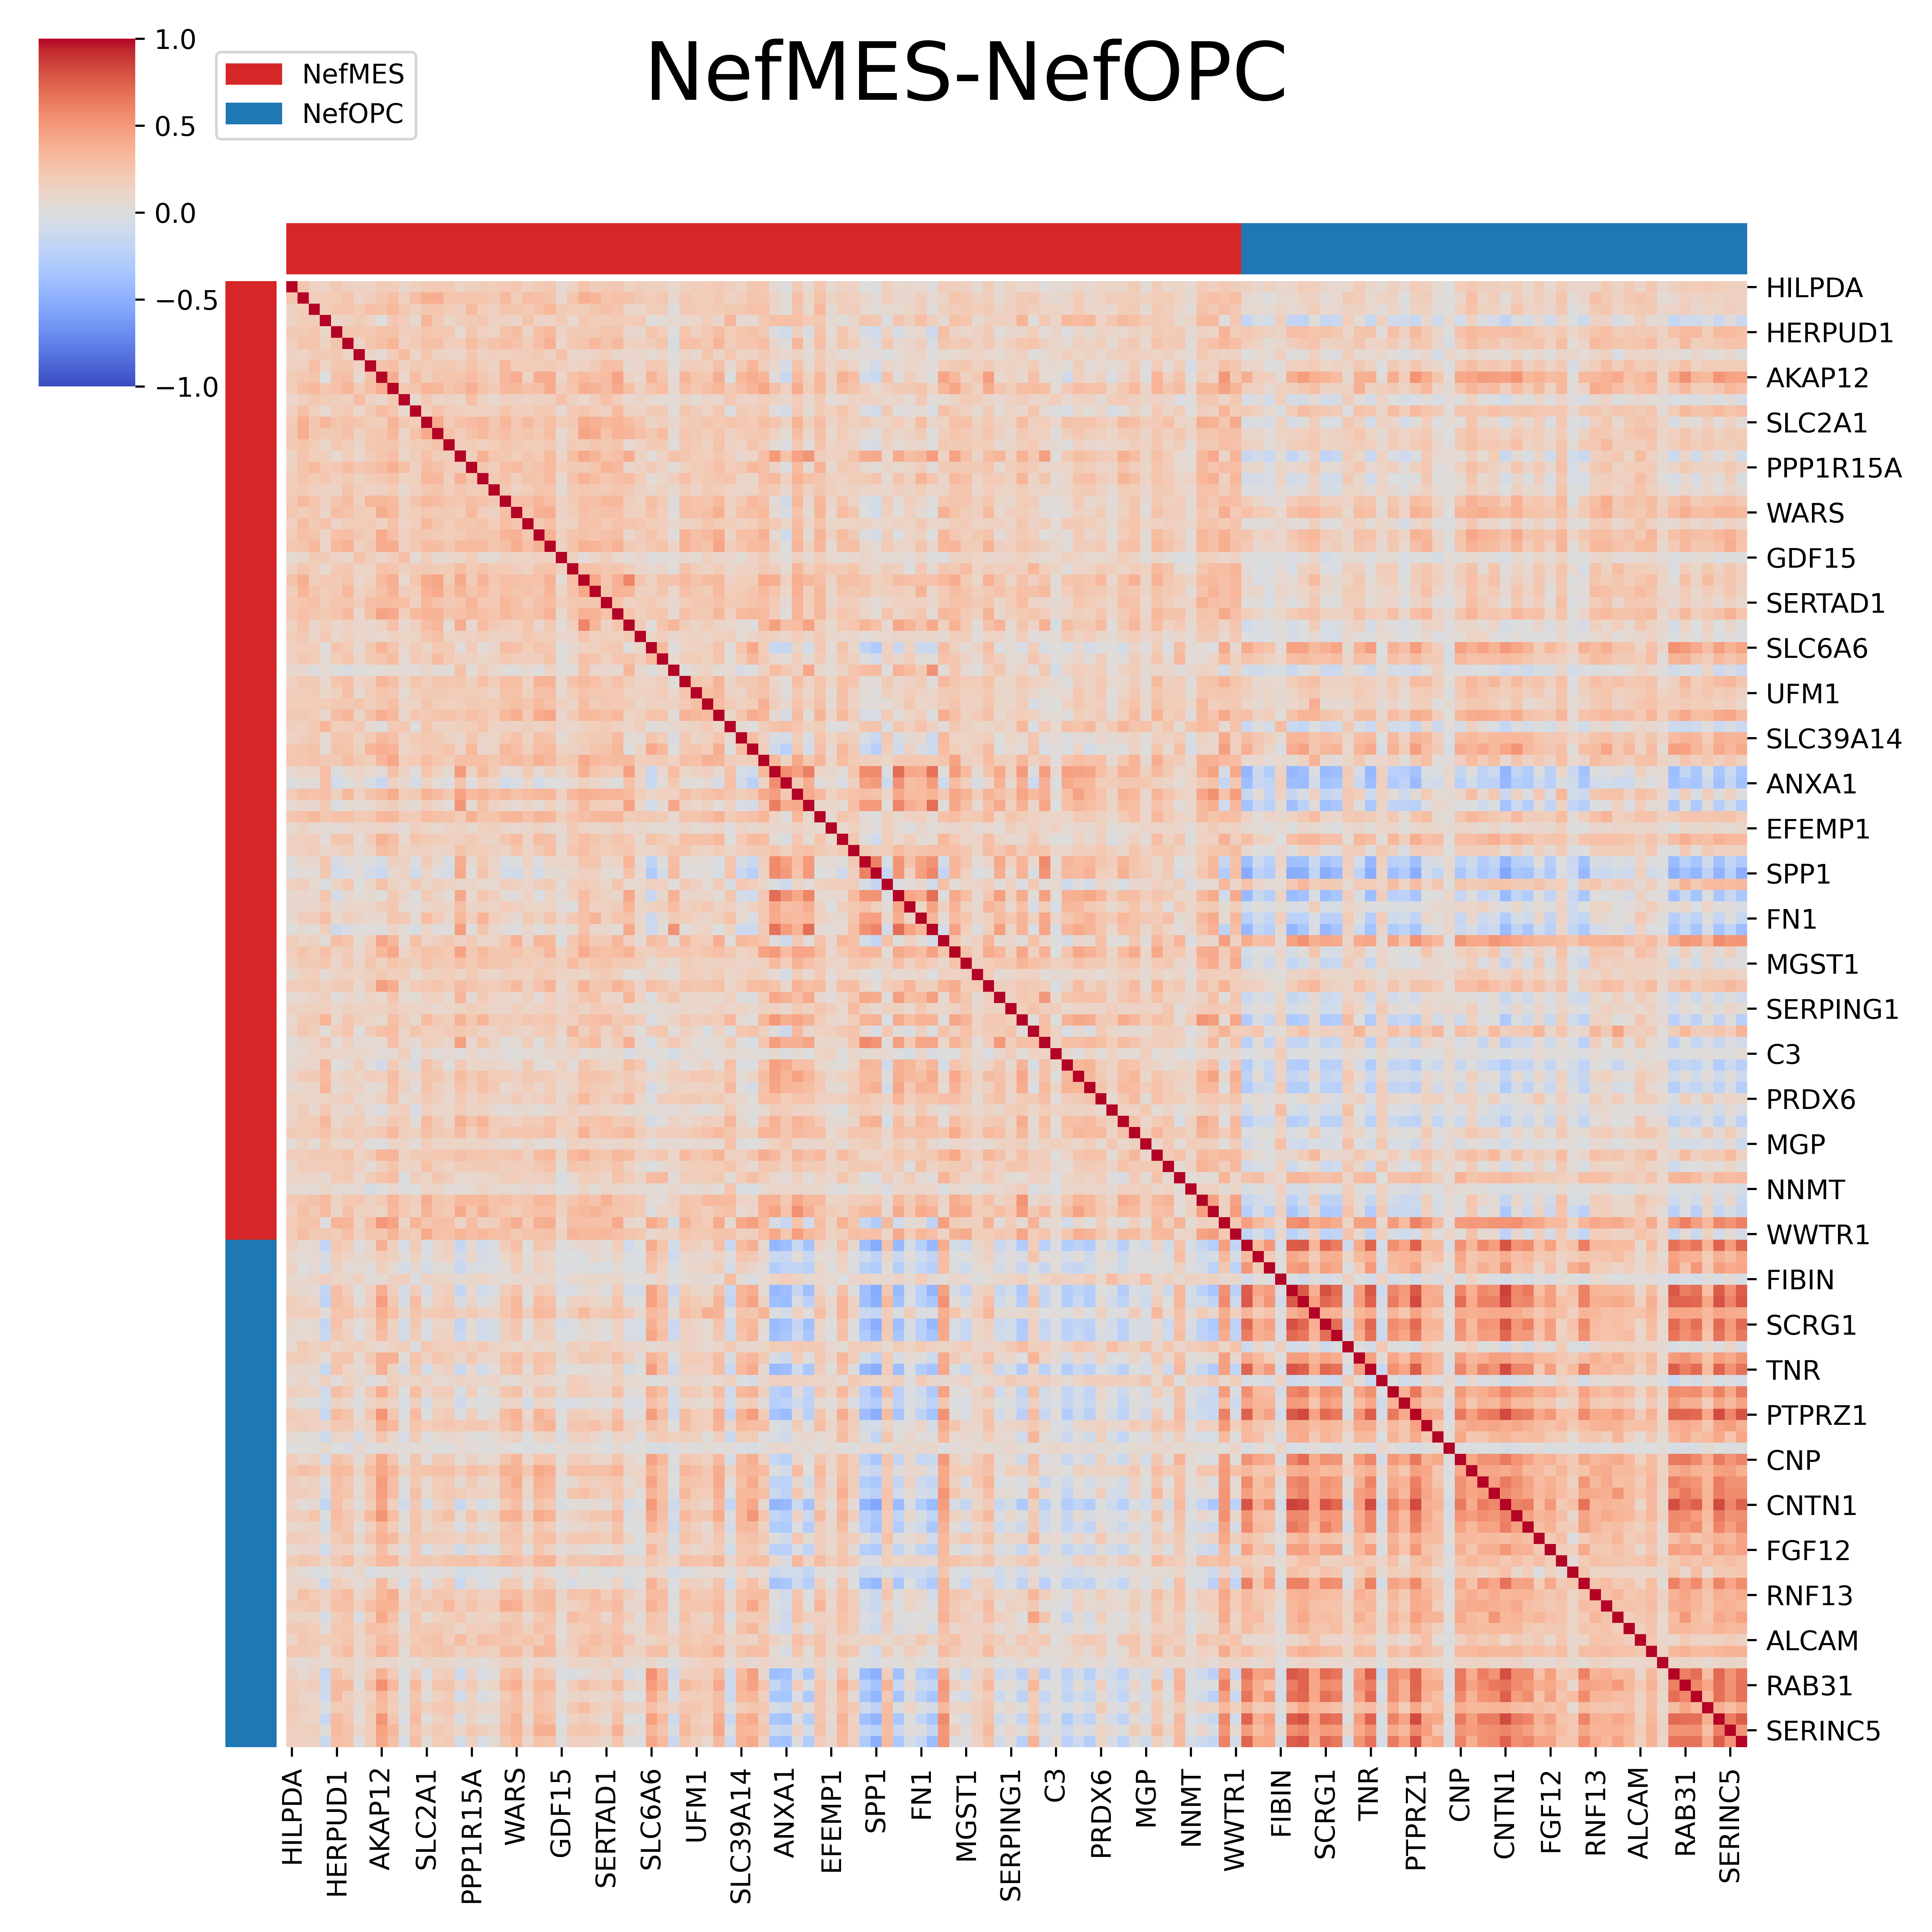 NefMES-NefOPC
1.0
0.5
0.0
−0.5
−1.0
NefMES
NefOPC
HILPDA
HERPUD1
AKAP12
SLC2A1
PPP1R15A
WARS
GDF15
SERTAD1
SLC6A6
UFM1
SLC39A14
ANXA1
EFEMP1
SPP1
FN1
MGST1
SERPING1
C3
PRDX6
MGP
NNMT
WWTR1
FIBIN
SCRG1
TNR
PTPRZ1
CNP
CNTN1
FGF12
RNF13
ALCAM
RAB31
SERINC5
HILPDA
HERPUD1
AKAP12
SLC2A1
PPP1R15A
WARS
GDF15
SERTAD1
SLC6A6
UFM1
SLC39A14
ANXA1
EFEMP1
SPP1
FN1
MGST1
SERPING1
C3
PRDX6
MGP
NNMT
WWTR1
FIBIN
SCRG1
TNR
PTPRZ1
CNP
CNTN1
FGF12
RNF13
ALCAM
RAB31
SERINC5